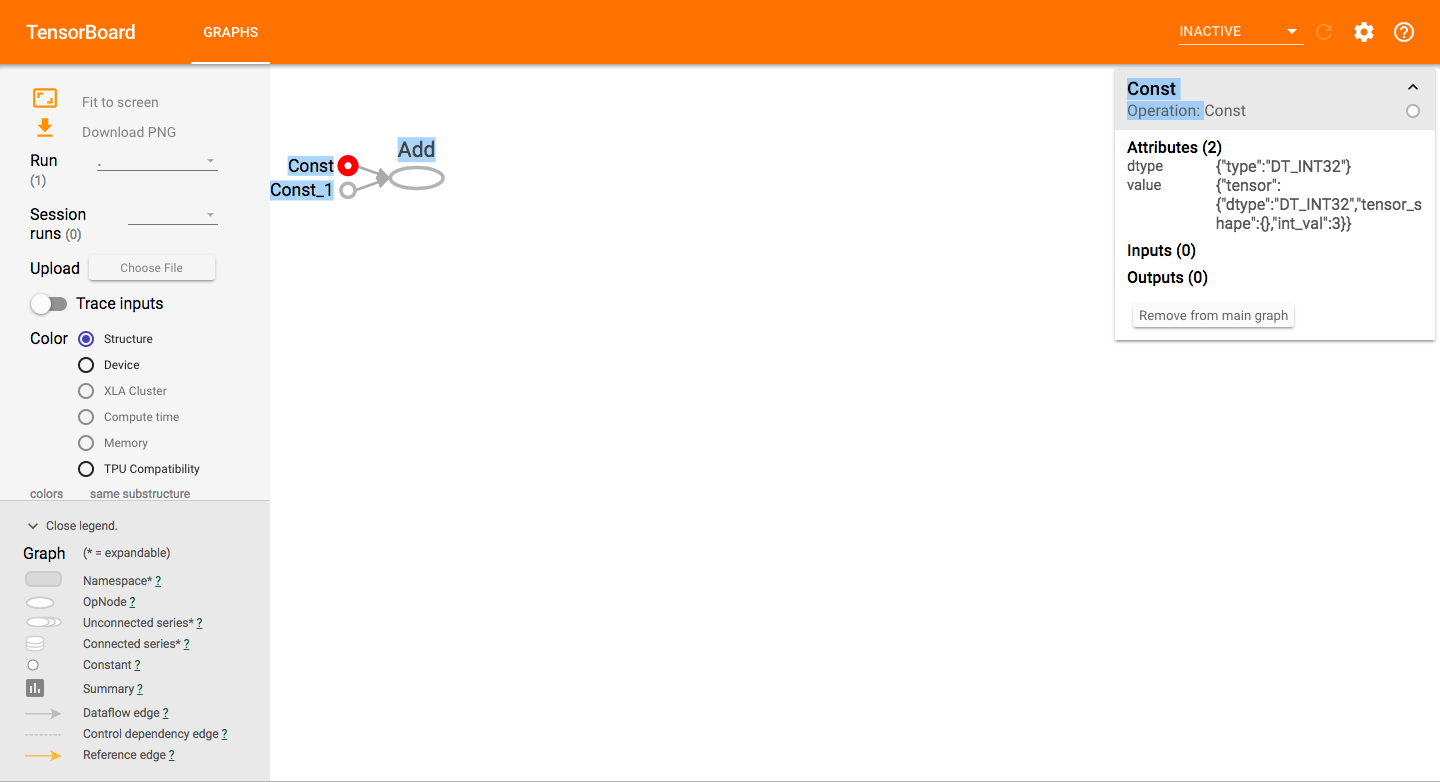 TensorBoard
GRAPHS
INACTIVE
Fit to screen
Download PNG
Run
(1)
.
Session
runs (0)
Upload
Choose File
Trace inputs
Color
Structure
Device
XLA Cluster
Compute time
Memory
TPU Compatibility
colors same substructure
Close legend.
Graph (* = expandable)
Namespace* ?
OpNode ?
Unconnected series* ?
Connected series* ?
Constant ?
Summary ?
Dataflow edge ?
Control dependency edge ?
Reference edge ?
Add
Const
Const_1
Const
Operation: Const
Attributes (2)
dtype {"type":"DT_INT32"}
value {"tensor":
{"dtype":"DT_INT32","tensor_s
hape":{},"int_val":3}}
Inputs (0)
Outputs (0)
Remove from main graph